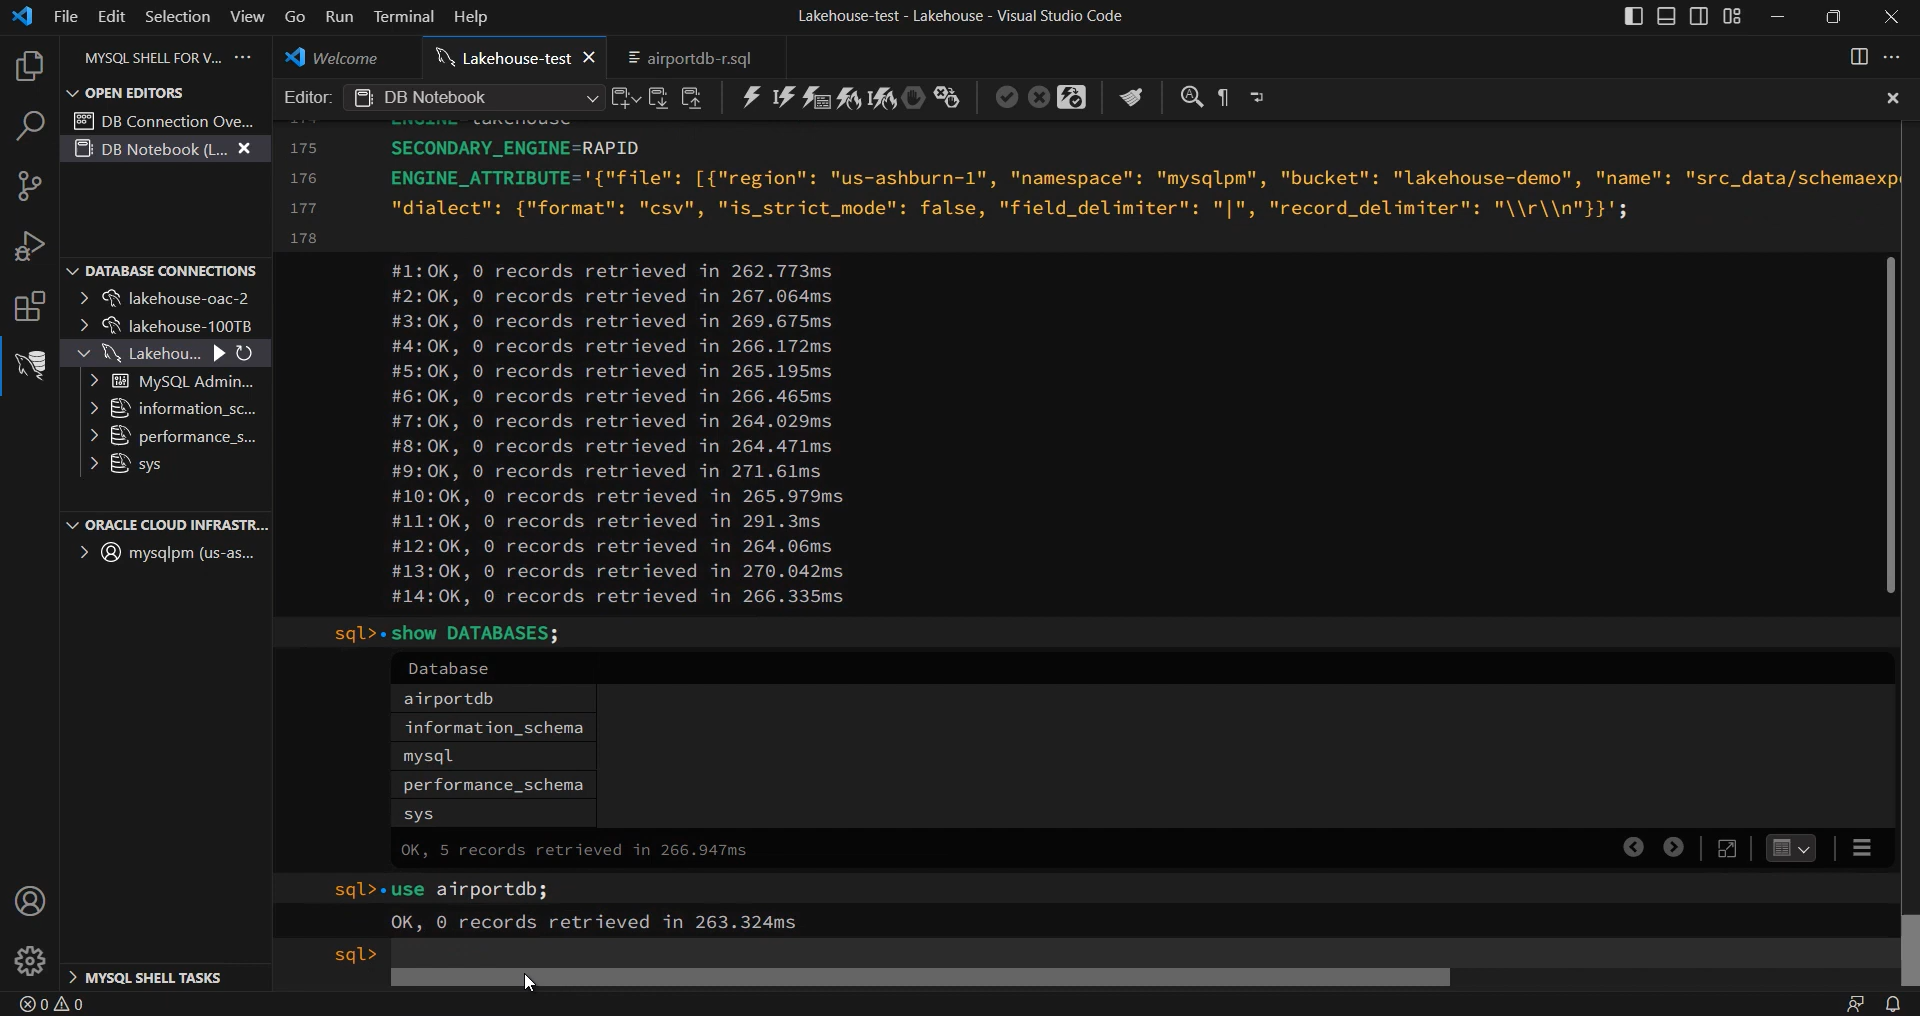 File Edit Selection View Go Run Terminal Help
Lakehouse-test - Lakehouse - Visual Studio Code
MYSQL SHELL FOR V... ···
Welcome
Lakehouse-test
airportdb-r.sql
OPEN EDITORS
DB Connection Ove...
DB Notebook (L...
Editor: DB Notebook
175 SECONDARY_ENGINE=RAPID
176 ENGINE_ATTRIBUTE='{"file": [{"region": "us-ashburn-1", "namespace": "mysqlpm", "bucket": "lakehouse-demo", "name": "src_data/schemaexp
177 "dialect": {"format": "csv", "is_strict_mode": false, "field_delimiter": "|", "record_delimiter": "\\r\\n"}}';
178
DATABASE CONNECTIONS
lakehouse-oac-2
lakehouse-100TB
Lakehou...
MySQL Admin...
information_sc...
performance_s...
sys
ORACLE CLOUD INFRASTR...
mysqlpm (us-as...
MYSQL SHELL TASKS
#1:OK, 0 records retrieved in 262.773ms
#2:OK, 0 records retrieved in 267.064ms
#3:OK, 0 records retrieved in 269.675ms
#4:OK, 0 records retrieved in 266.172ms
#5:OK, 0 records retrieved in 265.195ms
#6:OK, 0 records retrieved in 266.465ms
#7:OK, 0 records retrieved in 264.029ms
#8:OK, 0 records retrieved in 264.471ms
#9:OK, 0 records retrieved in 271.61ms
#10:OK, 0 records retrieved in 265.979ms
#11:OK, 0 records retrieved in 291.3ms
#12:OK, 0 records retrieved in 264.06ms
#13:OK, 0 records retrieved in 270.042ms
#14:OK, 0 records retrieved in 266.335ms
sql> show DATABASES;
Database
airportdb
information_schema
mysql
performance_schema
sys
OK, 5 records retrieved in 266.947ms
sql> use airportdb;
OK, 0 records retrieved in 263.324ms
sql>
0 0